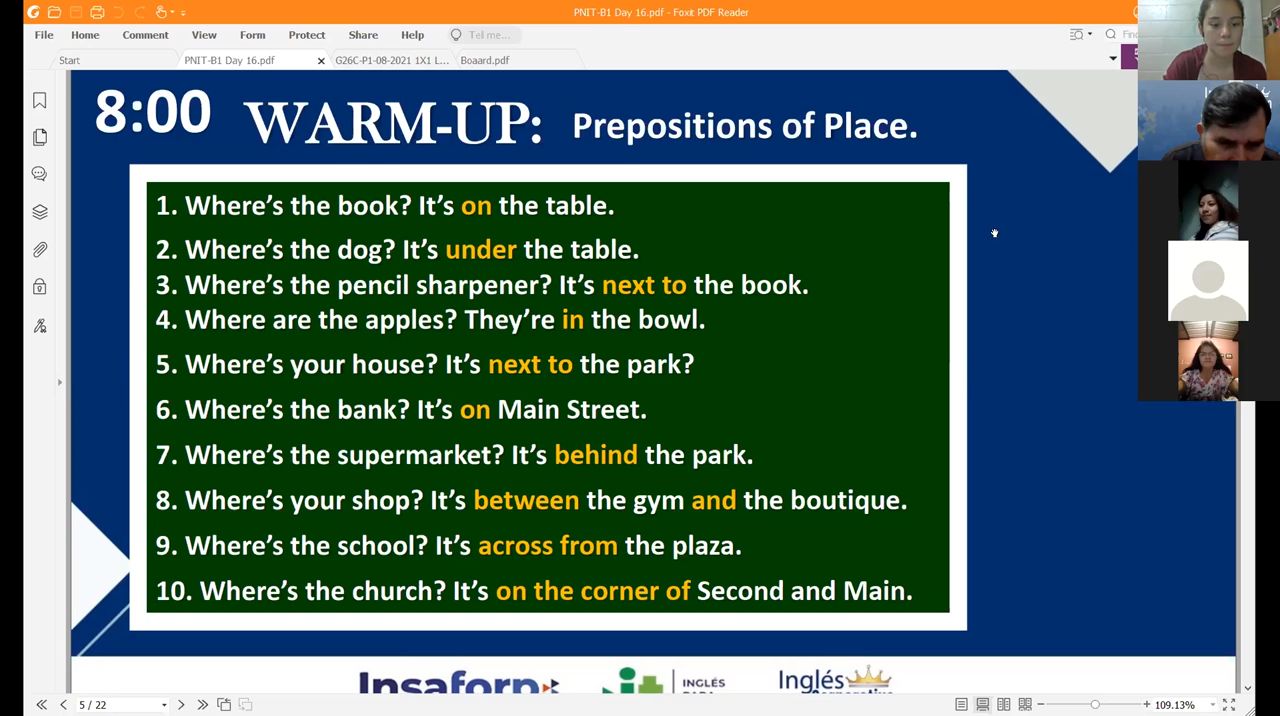 PNIT-B1 Day 16.pdf - Foxit PDF Reader
File Home Comment View Form Protect Share Help Tell me...
Start PNIT-B1 Day 16.pdf G26C-P1-08-2021 1X1 L... Boaard.pdf
8:00 WARM-UP: Prepositions of Place.
1. Where's the book? It's on the table.
2. Where's the dog? It's under the table.
3. Where's the pencil sharpener? It's next to the book.
4. Where are the apples? They're in the bowl.
5. Where's your house? It's next to the park?
6. Where's the bank? It's on Main Street.
7. Where's the supermarket? It's behind the park.
8. Where's your shop? It's between the gym and the boutique.
9. Where's the school? It's across from the plaza.
10. Where's the church? It's on the corner of Second and Main.
Insaforp INGLÉS Inglés
5 / 22 109.13%